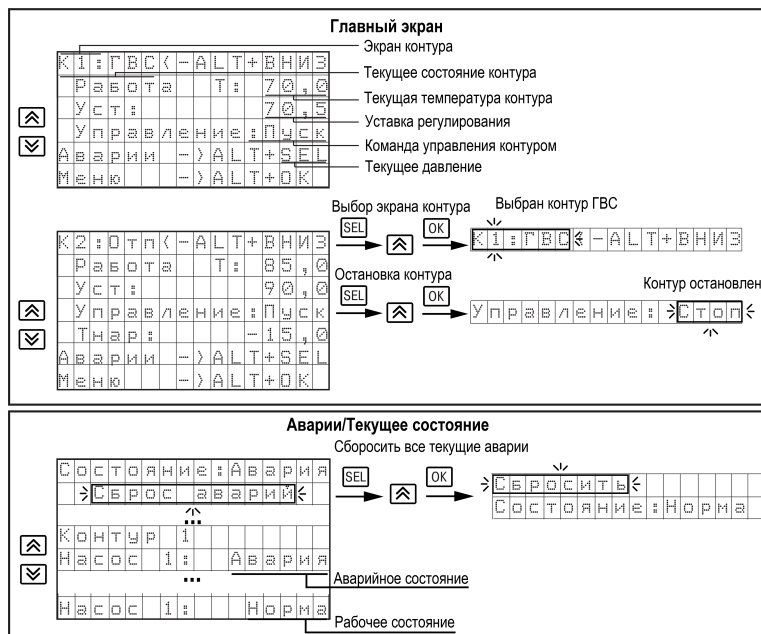 Главный экран
К1:ГВС<-ALT+ВНИЗ
Работа Т: 70,0
Уст: 70,5
Управление:Пуск
Аварии ->ALT+SEL
Меню ->ALT+OK
Экран контура
Текущее состояние контура
Текущая температура контура
Уставка регулирования
Команда управления контуром
Текущее давление
К2:Отп<-ALT+ВНИЗ
Работа Т: 85,0
Уст: 90,0
Управление:Пуск
Тнар: -15,0
Аварии ->ALT+SEL
Меню ->ALT+OK
Выбор экрана контура
Выбран контур ГВС
SEL
OK
К1:ГВС<-ALT+ВНИЗ
Остановка контура
Контур остановлен
SEL
OK
Управление: Стоп
Аварии/Текущее состояние
Сбросить все текущие аварии
Состояние:Авария
Сброс аварий
...
Контур 1
Насос 1: Авария
...
Насос 1: Норма
SEL
OK
Сбросить
Состояние:Норма
Аварийное состояние
Рабочее состояние